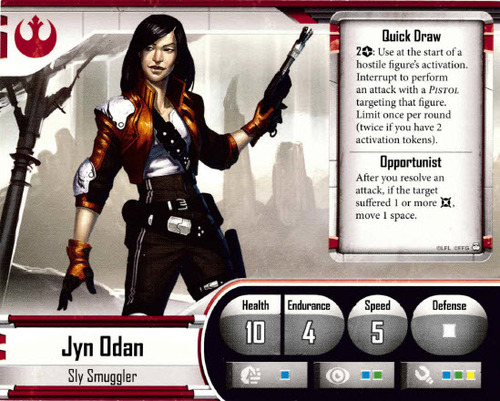 Quick Draw
2: Use at the start of a
hostile figure's activation.
Interrupt to perform
an attack with a PISTOL
targeting that figure.
Limit once per round
(twice if you have 2
activation tokens).
Opportunist
After you resolve an
attack, if the target
suffered 1 or more ,
move 1 space.
©LFL ©FFG
Health
Endurance
Speed
Defense
10
4
5
Jyn Odan
Sly Smuggler